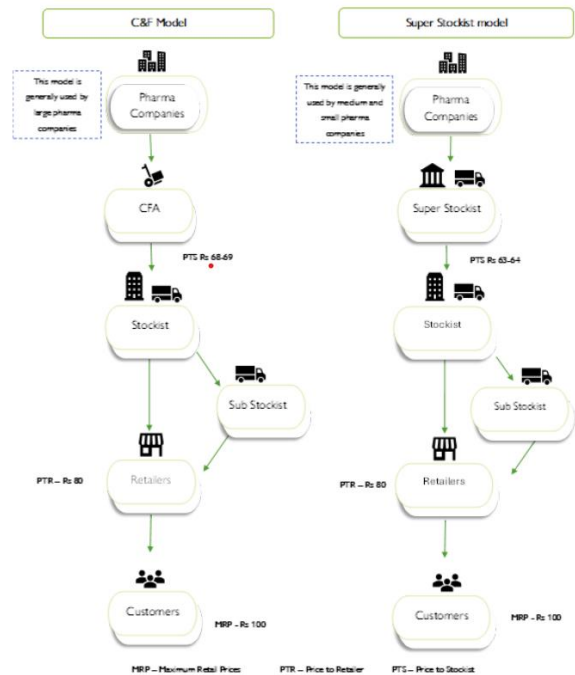 C&F Model
Super Stockist model
This model is
generally used by
large pharma
companies
Pharma
Companies
This model is generally
used by medium and
small pharma
companies
Pharma
Companies
CFA
Super Stockist
PTS Rs 68-69
PTS Rs 63-64
Stockist
Stockist
Sub Stockist
Sub Stockist
PTR – Rs 80
Retailers
PTR – Rs 80
Retailers
Customers
MRP - Rs 100
Customers
MRP - Rs 100
MRP – Maximum Retail Prices
PTR – Price to Retailer
PTS – Price to Stockist